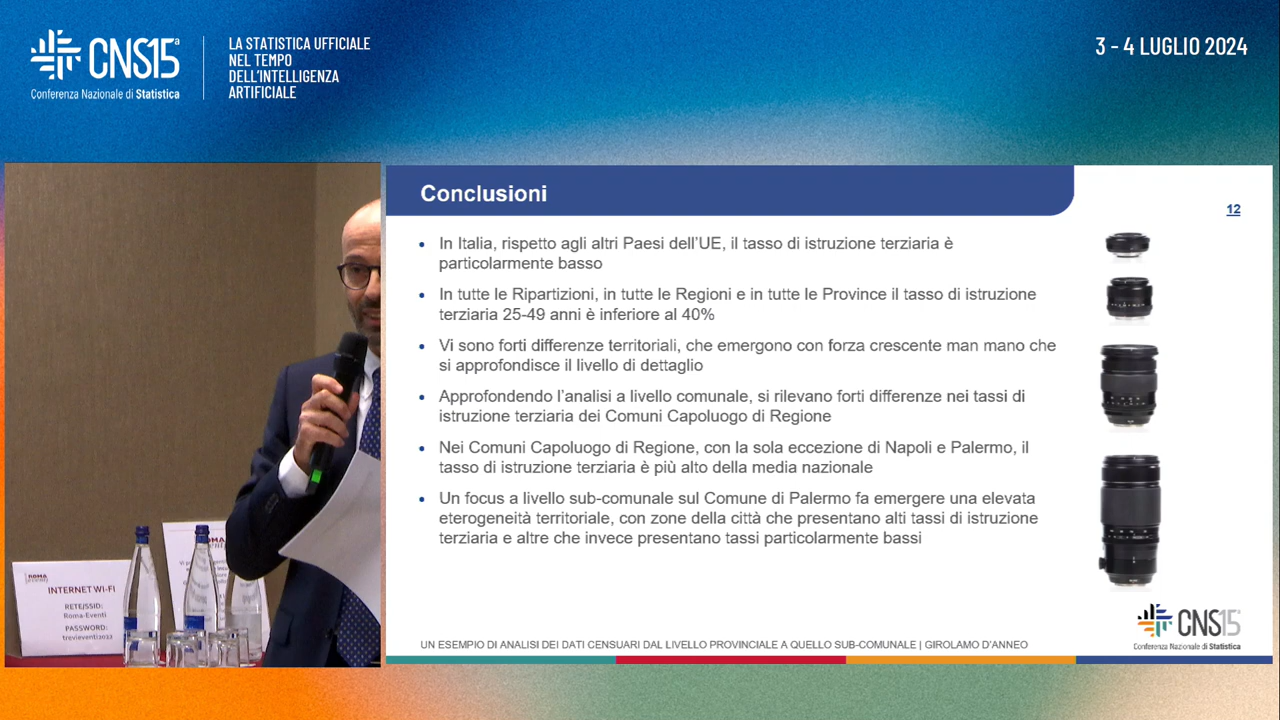 CNS15ª
Conferenza Nazionale di Statistica
LA STATISTICA UFFICIALE
NEL TEMPO
DELL'INTELLIGENZA
ARTIFICIALE
3 - 4 LUGLIO 2024
Conclusioni
12
• In Italia, rispetto agli altri Paesi dell'UE, il tasso di istruzione terziaria è
particolarmente basso
• In tutte le Ripartizioni, in tutte le Regioni e in tutte le Province il tasso di istruzione
terziaria 25-49 anni è inferiore al 40%
• Vi sono forti differenze territoriali, che emergono con forza crescente man mano che
si approfondisce il livello di dettaglio
• Approfondendo l'analisi a livello comunale, si rilevano forti differenze nei tassi di
istruzione terziaria dei Comuni Capoluogo di Regione
• Nei Comuni Capoluogo di Regione, con la sola eccezione di Napoli e Palermo, il
tasso di istruzione terziaria è più alto della media nazionale
• Un focus a livello sub-comunale sul Comune di Palermo fa emergere una elevata
eterogeneità territoriale, con zone della città che presentano alti tassi di istruzione
terziaria e altre che invece presentano tassi particolarmente bassi
UN ESEMPIO DI ANALISI DEI DATI CENSUARI DAL LIVELLO PROVINCIALE A QUELLO SUB-COMUNALE | GIROLAMO D'ANNEO
CNS15ª
Conferenza Nazionale di Statistica
ROMA
INTERNET WI-FI
RETE/SSID:
Roma-Eventi
PASSWORD:
trevieventi2022